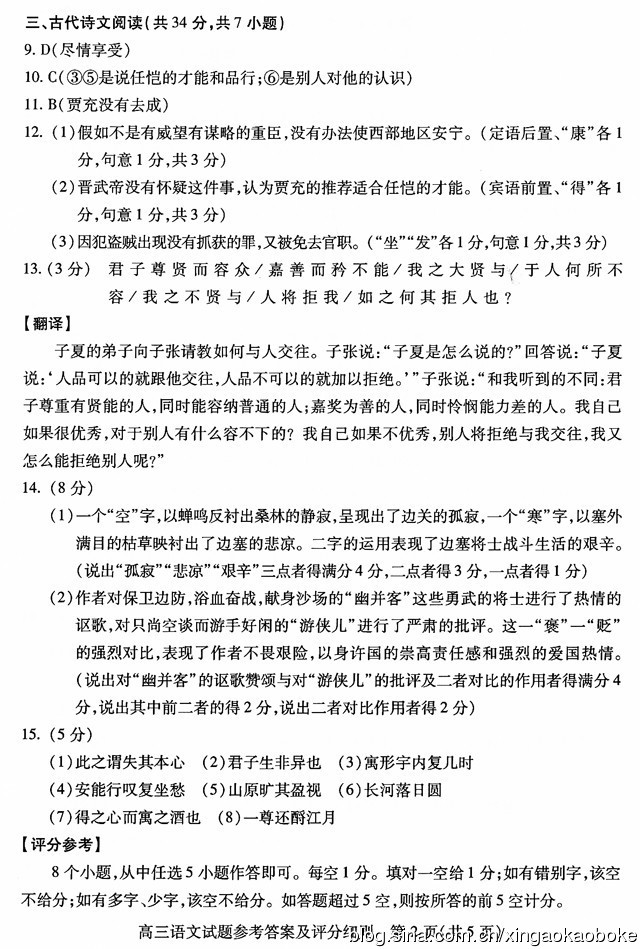 三、古代诗文阅读(共34分,共7小题)
9. D(尽情享受)
10. C(③⑤是说任恺的才能和品行;⑥是别人对他的认识)
11. B(贾充没有去成)
12. (1)假如不是有威望有谋略的重臣,没有办法使西部地区安宁。(定语后置、“康”各1
分,句意1分,共3分)
(2)晋武帝没有怀疑这件事,认为贾充的推荐适合任恺的才能。(宾语前置、“得”各1
分,句意1分,共3分)
(3)因犯盗贼出现没有抓获的罪,又被免去官职。(“坐”“发”各1分,句意1分,共3分)
13. (3分) 君子尊贤而容众/嘉善而矜不能/我之大贤与/于人何所不
容/我之不贤与/人将拒我/如之何其拒人也?
【翻译】
子夏的弟子向子张请教如何与人交往。子张说:“子夏是怎么说的?”回答说:“子夏
说:‘人品可以的就跟他交往,人品不可以的就加以拒绝。’”子张说:“和我听到的不同:君
子尊重有贤能的人,同时能容纳普通的人;嘉奖为善的人,同时怜悯能力差的人。我自己
如果很优秀,对于别人有什么容不下的?我自己如果不优秀,别人将拒绝与我交往,我又
怎么能拒绝别人呢?”
14. (8分)
(1)一个“空”字,以蝉鸣反衬出桑林的静寂,呈现出了边关的孤寂,一个“寒”字,以塞外
满目的枯草映衬出了边塞的悲凉。二字的运用表现了边塞将士战斗生活的艰辛。
(说出“孤寂”“悲凉”“艰辛”三点者得满分4分,二点者得3分,一点者得1分)
(2)作者对保卫边防,浴血奋战,献身沙场的“幽并客”这些勇武的将士进行了热情的
讴歌,对只尚空谈而游手好闲的“游侠儿”进行了严肃的批评。这一“褒”一“贬”
的强烈对比,表现了作者不畏艰险,以身许国的崇高责任感和强烈的爱国热情。
(说出对“幽并客”的讴歌赞颂与对“游侠儿”的批评及二者对比的作用者得满分4
分,说出其中前二者的得2分,说出二者对比作用者得2分)
15. (5分)
(1)此之谓失其本心 (2)君子生非异也 (3)寓形宇内复几时
(4)安能行叹复坐愁 (5)山原旷其盈视 (6)长河落日圆
(7)得之心而寓之酒也 (8)一尊还酹江月
【评分参考】
8个小题,从中任选5小题作答即可。每空1分。填对一空给1分;如有错别字,该空
不给分;如有多字、少字,该空不给分。如答题超过5空,则按所答的前5空计分。
高三语文试题参考答案及评分细则 第2页(共5页)
blog.sina.com.cn/xingaokaoboke